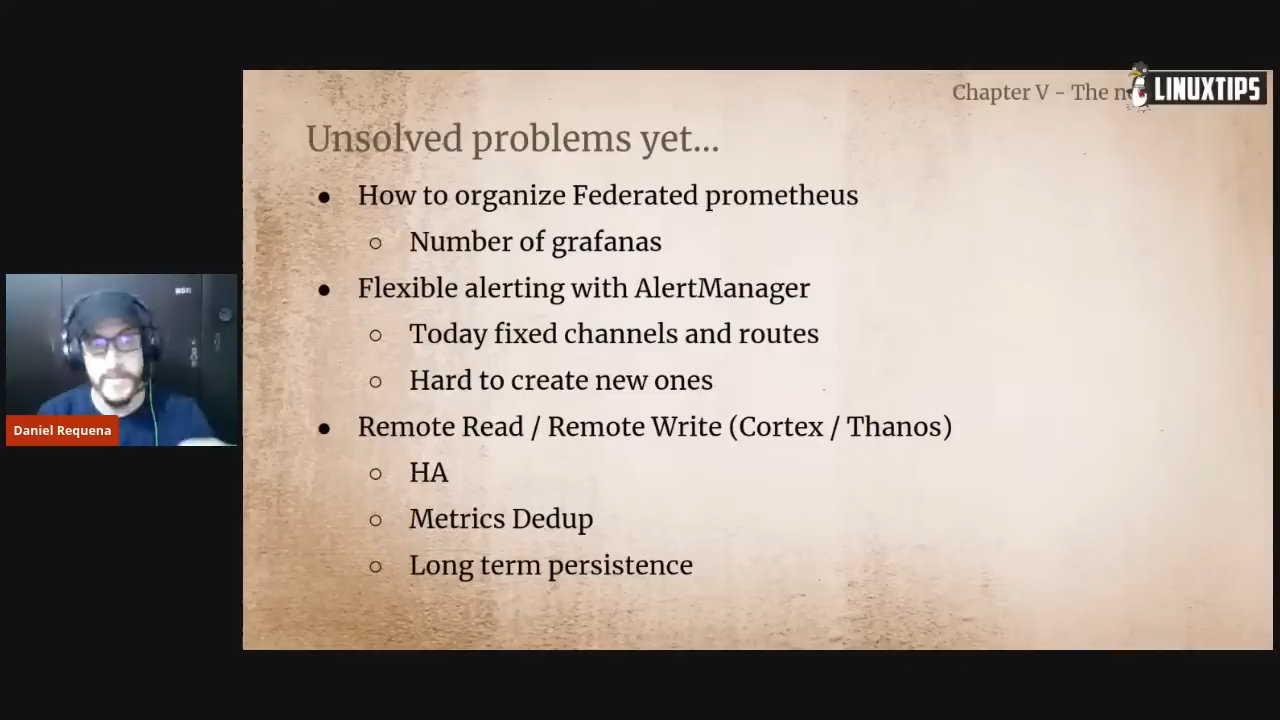 Chapter V - The
LINUXTIPS
Unsolved problems yet...
● How to organize Federated prometheus
○ Number of grafanas
● Flexible alerting with AlertManager
○ Today fixed channels and routes
○ Hard to create new ones
● Remote Read / Remote Write (Cortex / Thanos)
○ HA
○ Metrics Dedup
○ Long term persistence
Daniel Requena